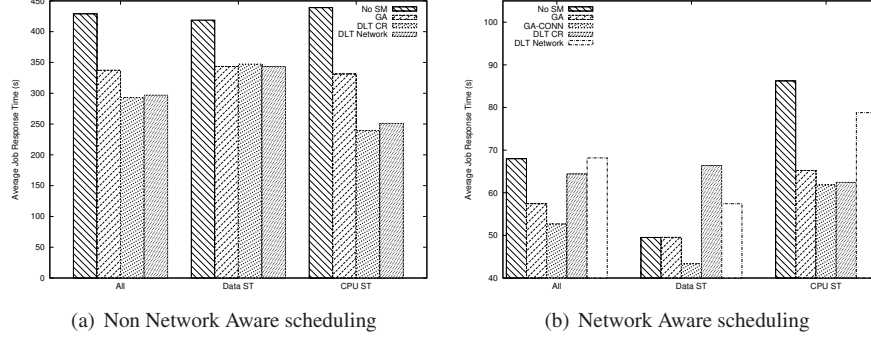 450
400
350
300
250
200
150
100
50
0
Average Job Response Time (s)
No SM
GA
DLT CR
DLT Network
All
Data ST
CPU ST
(a) Non Network Aware scheduling
100
90
80
70
60
50
40
Average Job Response Time (s)
No SM
GA
GA-CONN
DLT CR
DLT Network
All
Data ST
CPU ST
(b) Network Aware scheduling